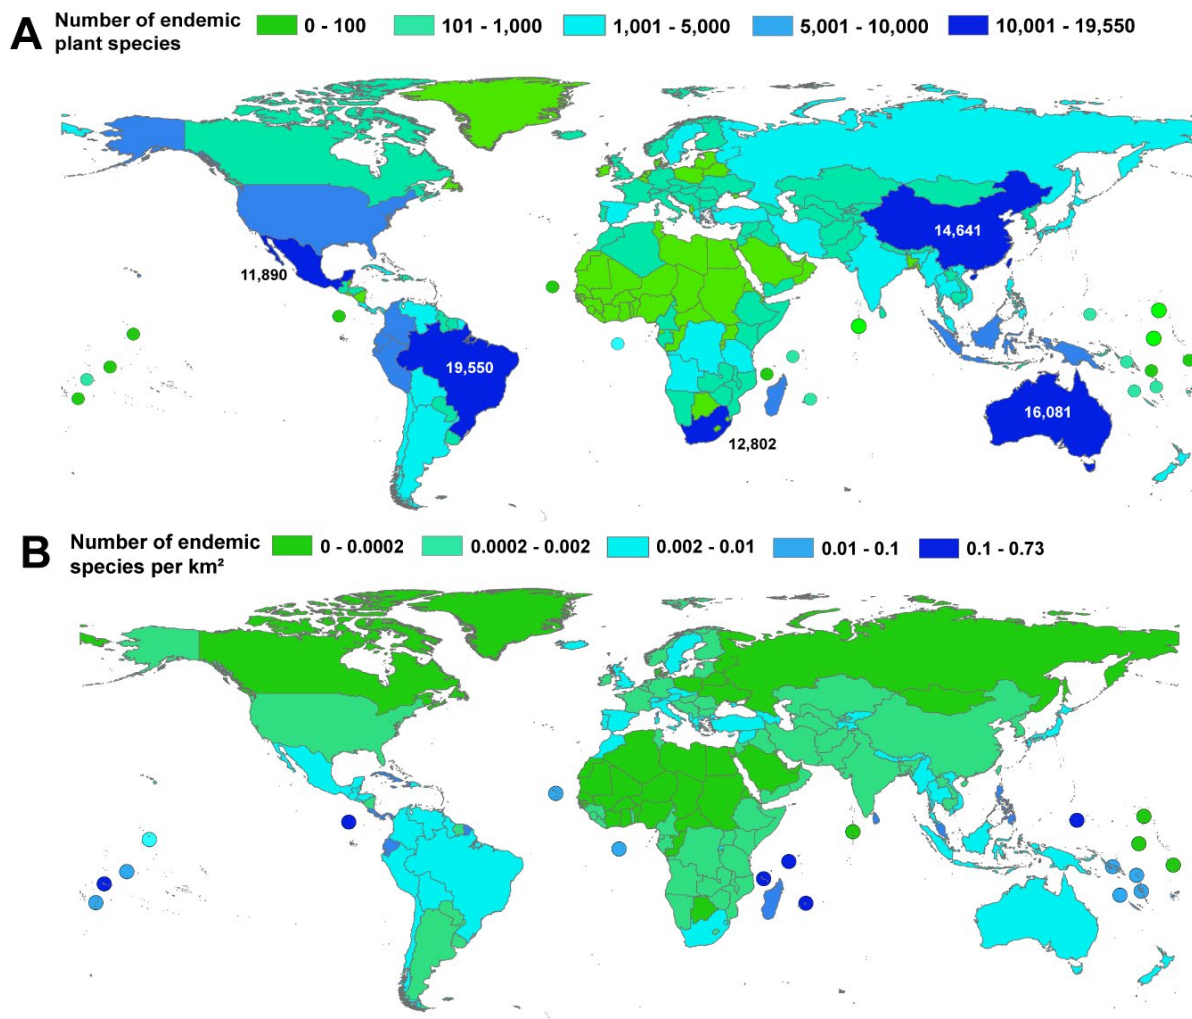 A Number of endemic plant species 0 - 100 101 - 1,000 1,001 - 5,000 5,001 - 10,000 10,001 - 19,550
14,641
11,890
19,550
16,081
12,802
B Number of endemic species per km² 0 - 0.0002 0.0002 - 0.002 0.002 - 0.01 0.01 - 0.1 0.1 - 0.73